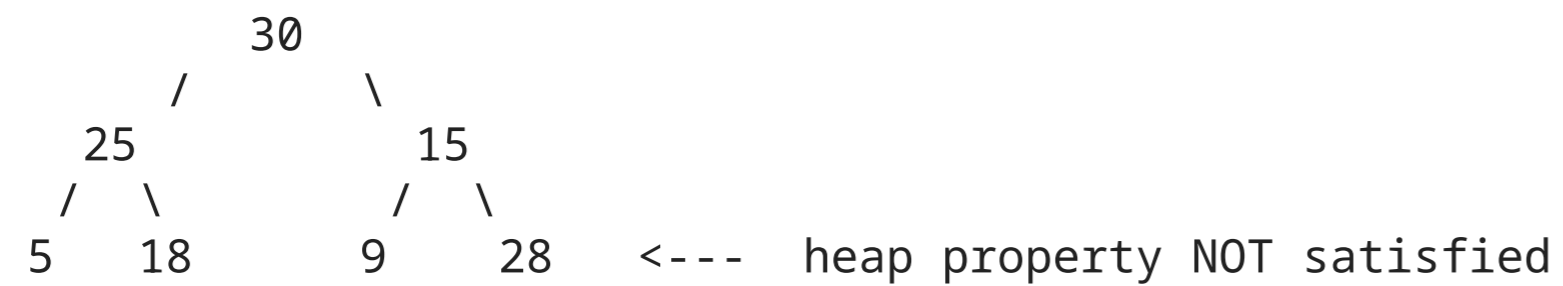 30
/ \
25 15
/ \ / \
5 18 9 28 <--- heap property NOT satisfied